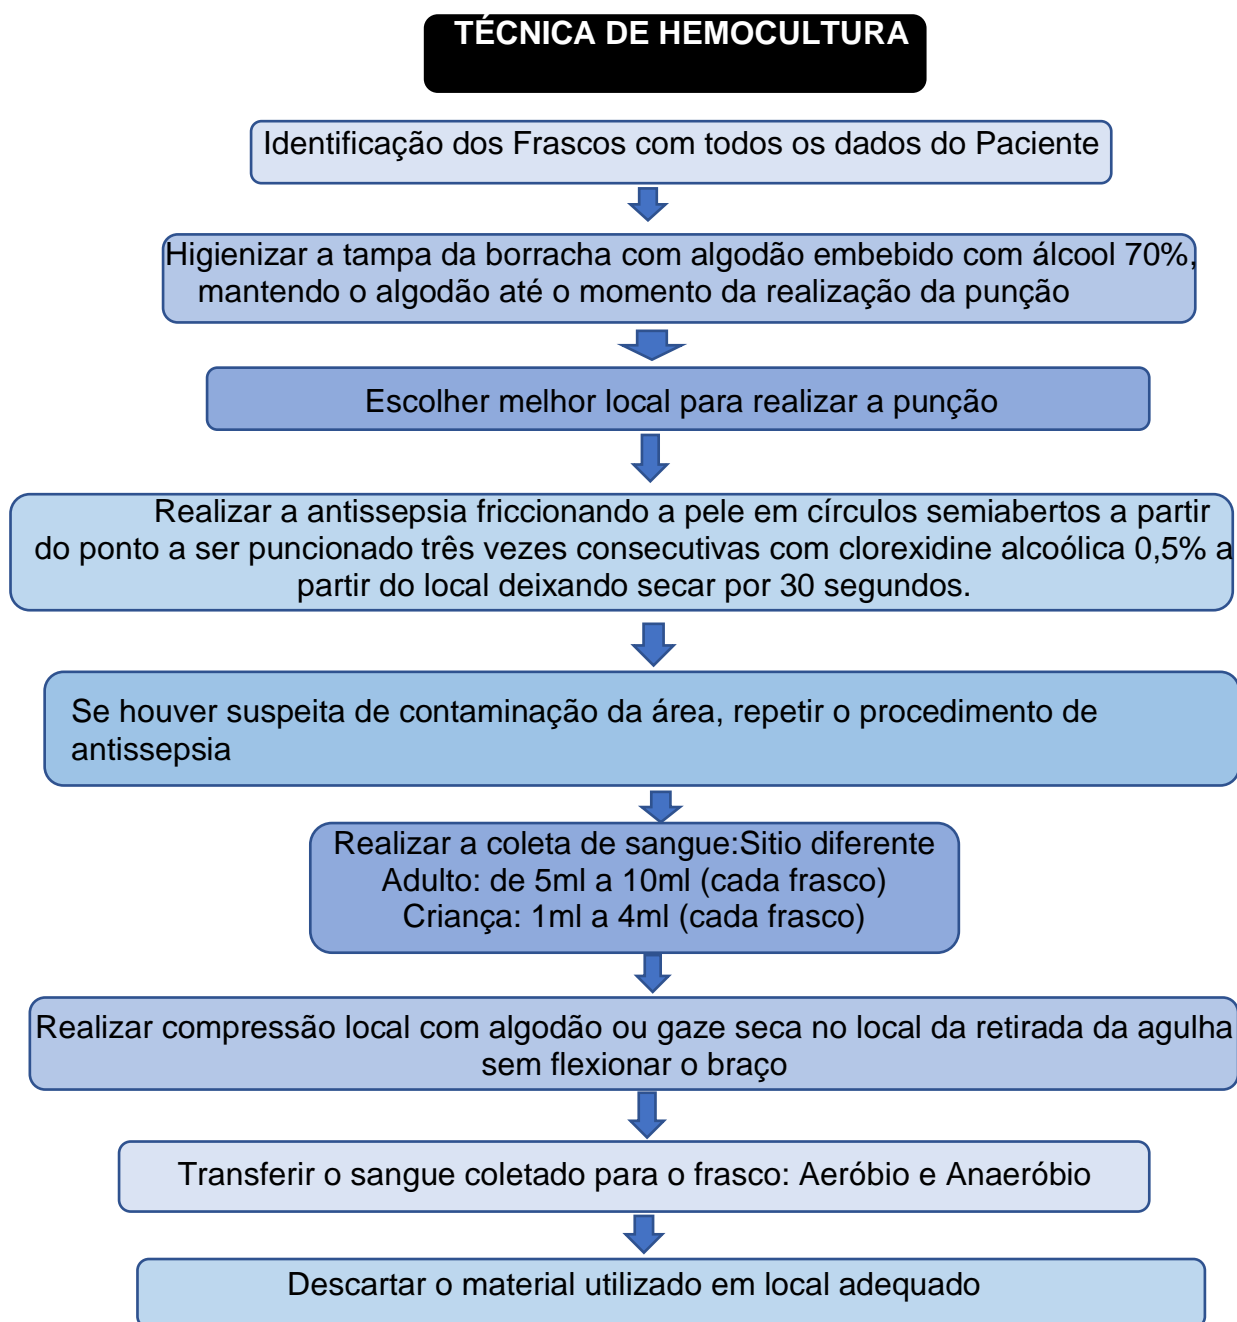 TÉCNICA DE HEMOCULTURA
Identificação dos Frascos com todos os dados do Paciente
Higienizar a tampa da borracha com algodão embebido com álcool 70%,
mantendo o algodão até o momento da realização da punção
Escolher melhor local para realizar a punção
Realizar a antissepsia friccionando a pele em círculos semiabertos a partir
do ponto a ser puncionado três vezes consecutivas com clorexidine alcoólica 0,5% a
partir do local deixando secar por 30 segundos.
Se houver suspeita de contaminação da área, repetir o procedimento de
antissepsia
Realizar a coleta de sangue:Sitio diferente
Adulto: de 5ml a 10ml (cada frasco)
Criança: 1ml a 4ml (cada frasco)
Realizar compressão local com algodão ou gaze seca no local da retirada da agulha
sem flexionar o braço
Transferir o sangue coletado para o frasco: Aeróbio e Anaeróbio
Descartar o material utilizado em local adequado